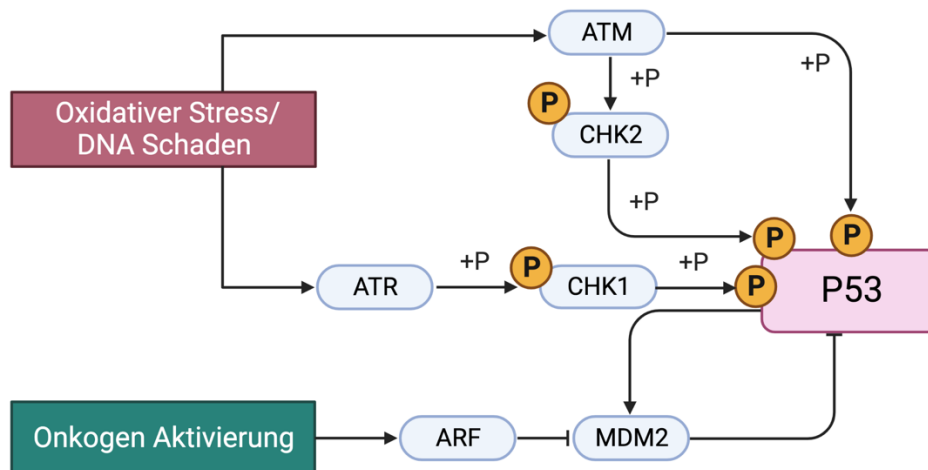 ATM
+P
+P
P
Oxidativer Stress/
DNA Schaden
CHK2
+P
P
P
ATR
+P
P
CHK1
+P
P
P53
Onkogen Aktivierung
ARF
MDM2